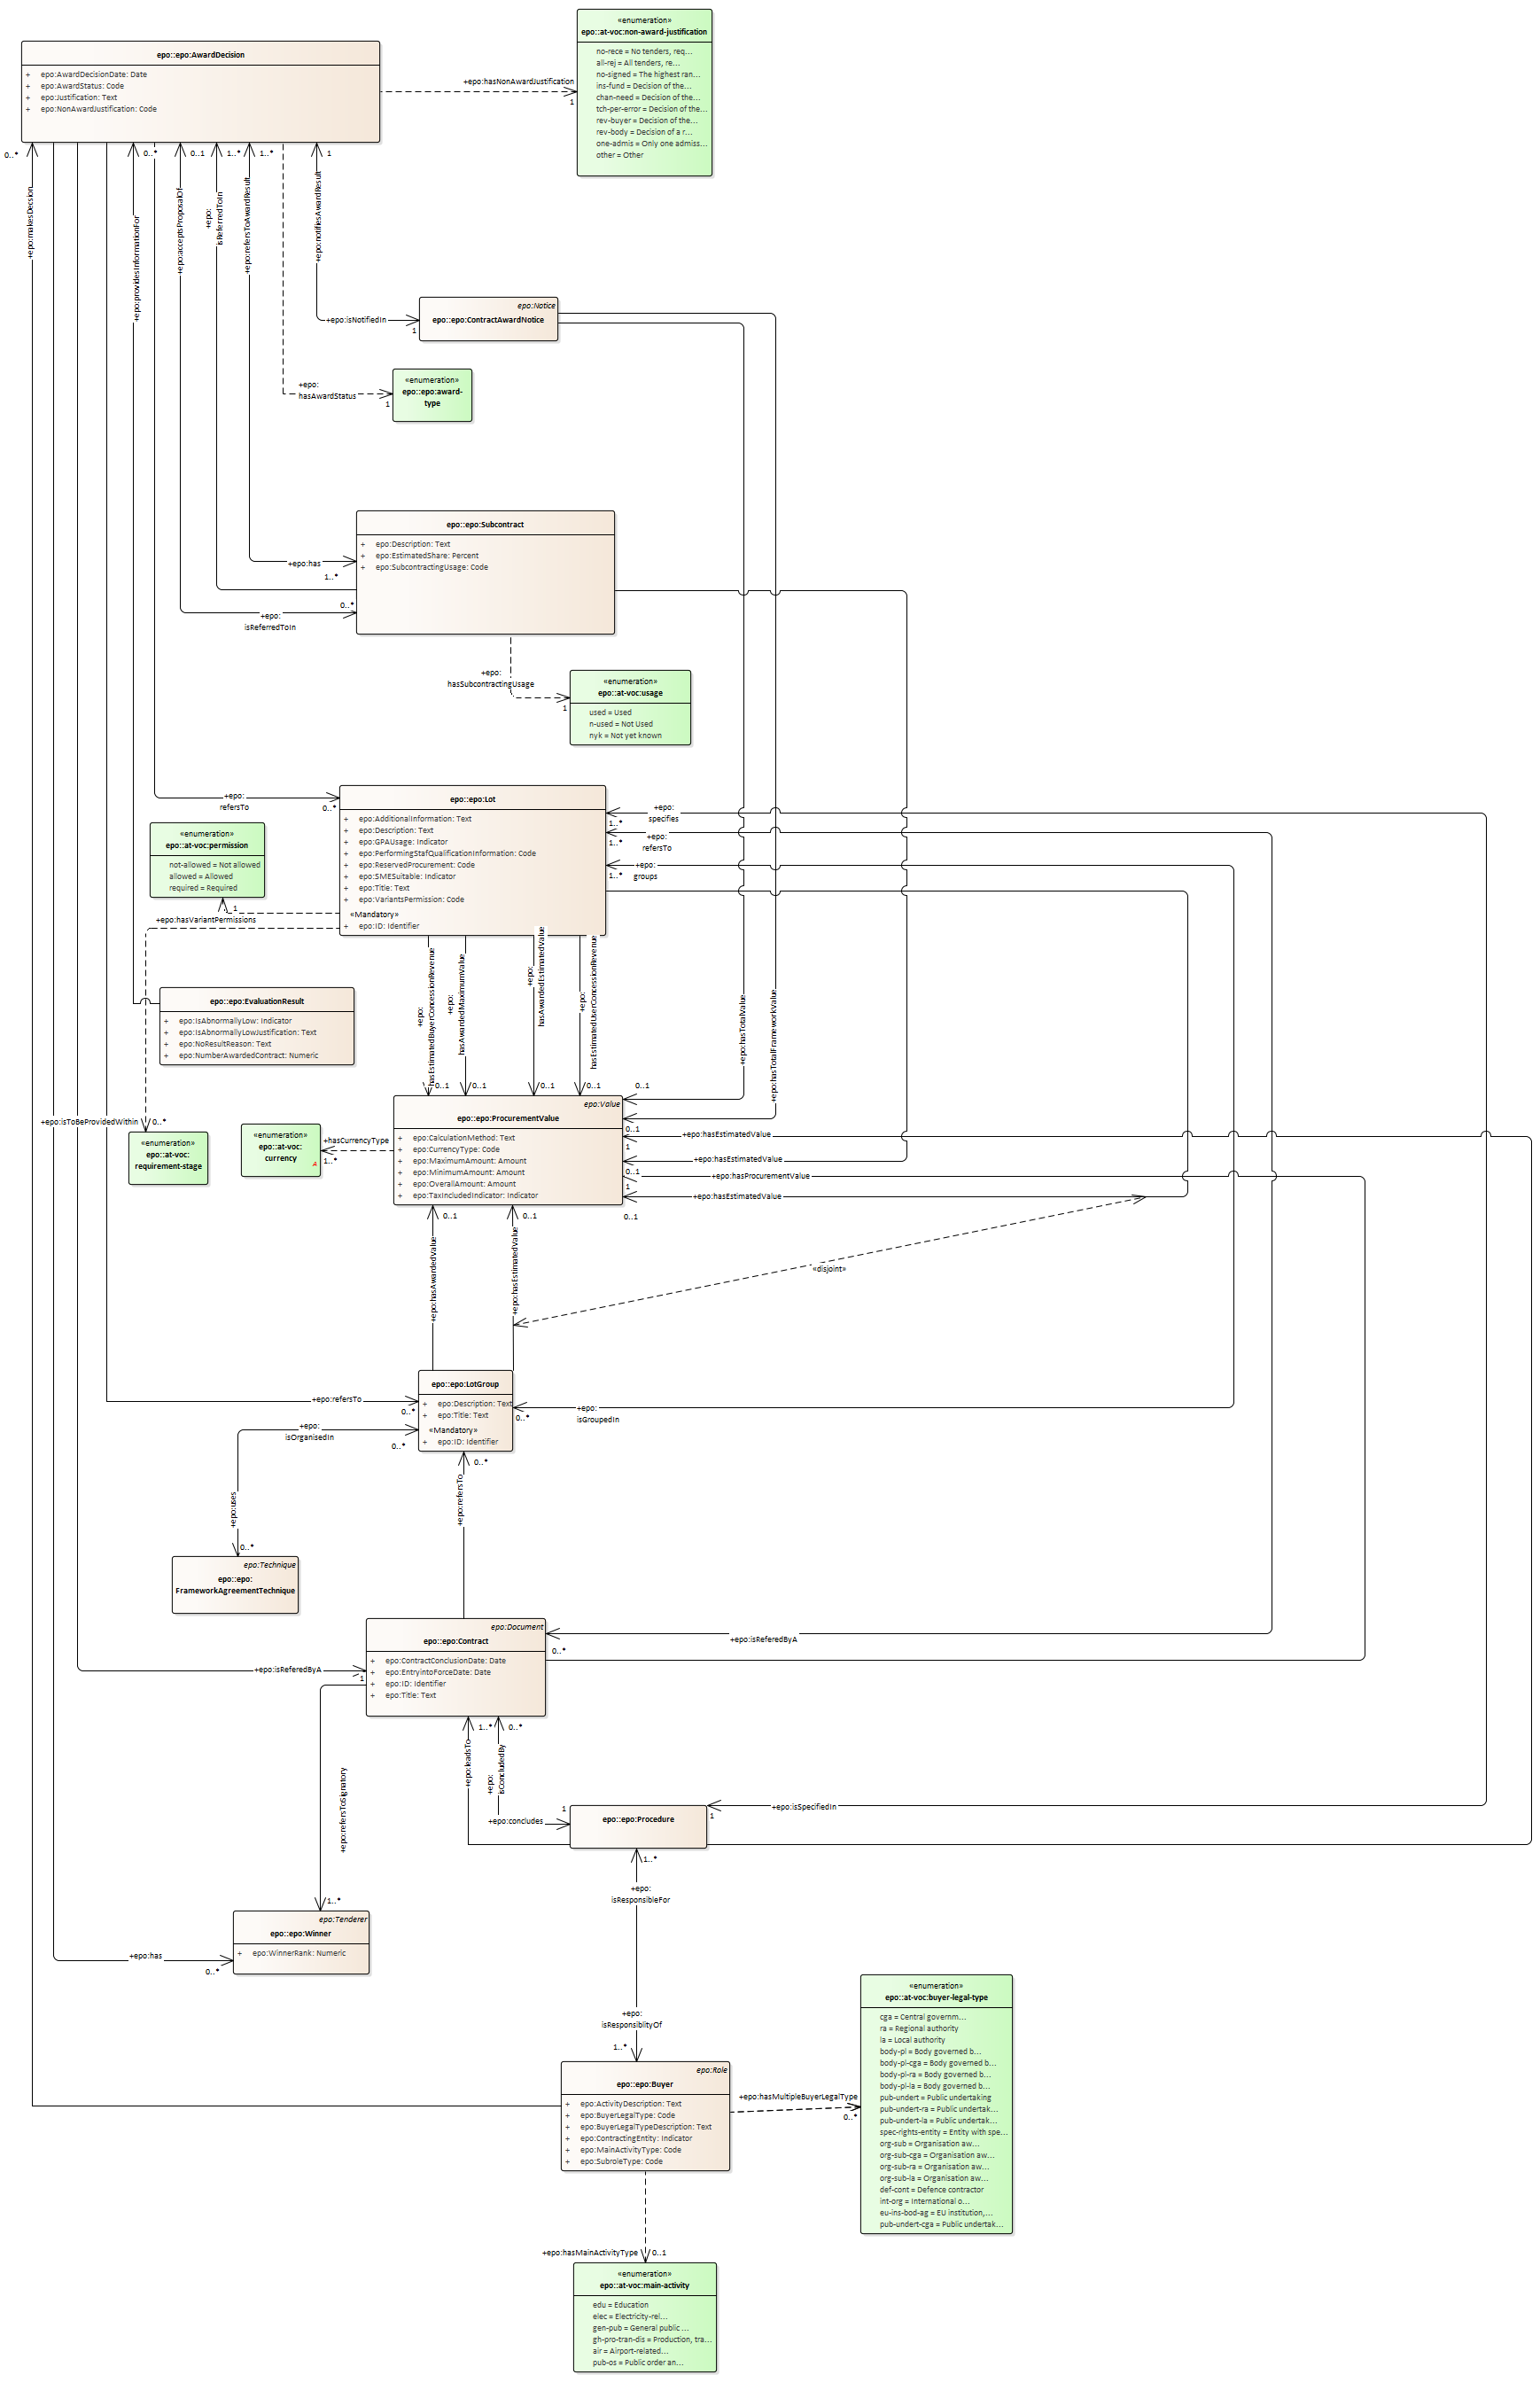 «enumeration»
epo::at-voc:non-award-justification
no-rece = No tenders, req...
all-rej = All tenders, re...
no-signed = The highest ran...
ins-fund = Decision of the...
chan-need = Decision of the...
tch-per-error = Decision of the...
rev-buyer = Decision of the...
rev-body = Decision of a r...
one-admis = Only one admiss...
other = Other
epo::epo:AwardDecision
+ epo:AwardDecisionDate: Date
+ epo:AwardStatus: Code
+ epo:Justification: Text
+ epo:NonAwardJustification: Code
+epo:hasNonAwardJustification
1
0..*
0..*
0..1
1..*
1..*
1
+epo:makesDecsion
+epo:providesInformationFor
+epo:acceptsProposalOf
+epo:
isReferredToIn
+epo:refersToAwardResult
+epo:notifiesAwardResult
epo:Notice
epo::epo:ContractAwardNotice
+epo:isNotifiedIn
1
«enumeration»
epo::epo:award-
type
+epo:
hasAwardStatus
1
epo::epo:Subcontract
+ epo:Description: Text
+ epo:EstimatedShare: Percent
+ epo:SubcontractingUsage: Code
+epo:has
1..*
0..*
+epo:
isReferredToIn
+epo:
hasSubcontractingUsage
1
«enumeration»
epo::at-voc:usage
used = Used
n-used = Not Used
nyk = Not yet known
epo::epo:Lot
+ epo:AdditionalInformation: Text
+ epo:Description: Text
+ epo:GPAUsage: Indicator
+ epo:PerformingStafQualificationInformation: Code
+ epo:ReservedProcurement: Code
+ epo:SMESuitable: Indicator
+ epo:Title: Text
+ epo:VariantsPermission: Code
«Mandatory»
+ epo:ID: Identifier
+epo:
refersTo
0..*
+epo:
specifies
1..*
+epo:
refersTo
1..*
+epo:
groups
1..*
«enumeration»
epo::at-voc:permission
not-allowed = Not allowed
allowed = Allowed
required = Required
1
+epo:hasVariantPermissions
epo::epo:EvaluationResult
+ epo:IsAbnormallyLow: Indicator
+ epo:IsAbnormallyLowJustification: Text
+ epo:NoResultReason: Text
+ epo:NumberAwardedContract: Numeric
+epo:
hasEstimatedBuyerConcessionRevenue
+epo:
hasAwardedMaximumValue
+epo:
hasAwardedEstimatedValue
+epo:
hasEstimatedUserConcessionRevenue
+epo:hasTotalValue
+epo:hasTotalFrameworkValue
0..1
0..1
0..1
0..1
0..1
+epo:isToBeProvidedWithin
0..*
«enumeration»
epo::at-voc:
requirement-stage
«enumeration»
epo::at-voc:
currency
A
+hasCurrencyType
1..*
epo:Value
epo::epo:ProcurementValue
+ epo:CalculationMethod: Text
+ epo:CurrencyType: Code
+ epo:MaximumAmount: Amount
+ epo:MinimumAmount: Amount
+ epo:OverallAmount: Amount
+ epo:TaxIncludedIndicator: Indicator
0..1
+epo:hasEstimatedValue
1
+epo:hasEstimatedValue
0..1
+epo:hasProcurementValue
1
+epo:hasEstimatedValue
0..1
0..1
0..1
+epo:hasAwardedValue
+epo:hasEstimatedValue
«disjoint»
epo::epo:LotGroup
+ epo:Description: Text
+ epo:Title: Text
«Mandatory»
+ epo:ID: Identifier
+epo:refersTo
0..*
0..*
+epo:
isGroupedIn
+epo:
isOrganisedIn
0..*
0..*
+epo:uses
+epo:refersTo
0..*
epo:Technique
epo::epo:
FrameworkAgreementTechnique
epo:Document
epo::epo:Contract
+ epo:ContractConclusionDate: Date
+ epo:EntryintoForceDate: Date
+ epo:ID: Identifier
+ epo:Title: Text
+epo:isReferedByA
0..*
+epo:isReferedByA
1
1..*
0..*
+epo:leadsTo
+epo:
isConcludedBy
+epo:refersToSignatory
1
+epo:concludes
epo::epo:Procedure
+epo:isSpecifiedIn
1
1..*
+epo:
isResponsibleFor
1..*
epo:Tenderer
epo::epo:Winner
+ epo:WinnerRank: Numeric
+epo:has
0..*
+epo:
isResponsiblityOf
1..*
epo:Role
epo::epo:Buyer
+ epo:ActivityDescription: Text
+ epo:BuyerLegalType: Code
+ epo:BuyerLegalTypeDescription: Text
+ epo:ContractingEntity: Indicator
+ epo:MainActivityType: Code
+ epo:SubroleType: Code
+epo:hasMultipleBuyerLegalType
0..*
«enumeration»
epo::at-voc:buyer-legal-type
cga = Central governm...
ra = Regional authority
la = Local authority
body-pl = Body governed b...
body-pl-cga = Body governed b...
body-pl-ra = Body governed b...
body-pl-la = Body governed b...
pub-undert = Public undertaking
pub-undert-ra = Public undertak...
pub-undert-la = Public undertak...
spec-rights-entity = Entity with spe...
org-sub = Organisation aw...
org-sub-cga = Organisation aw...
org-sub-ra = Organisation aw...
org-sub-la = Organisation aw...
def-cont = Defence contractor
int-org = International o...
eu-ins-bod-ag = EU institution,...
pub-undert-cga = Public undertak...
+epo:hasMainActivityType
0..1
«enumeration»
epo::at-voc:main-activity
edu = Education
elec = Electricity-rel...
gen-pub = General public ...
gh-pro-tran-dis = Production, tra...
air = Airport-related...
pub-os = Public order an...